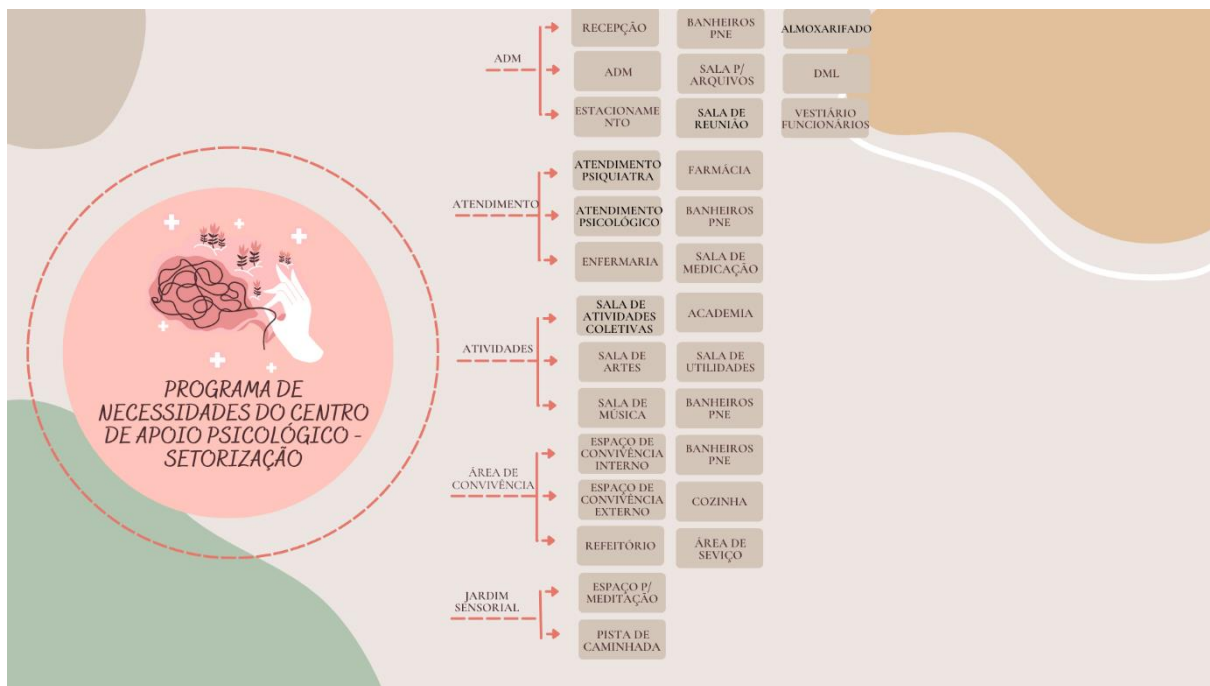 PROGRAMA DE
NECESSIDADES DO CENTRO
DE APOIO PSICOLÓGICO -
SETORIZAÇÃO
ADM
RECEPÇÃO
BANHEIROS
PNE
ALMOXARIFADO
ADM
SALA P/
ARQUIVOS
DML
ESTACIONAME
NTO
SALA DE
REUNIÃO
VESTIÁRIO
FUNCIONÁRIOS
ATENDIMENTO
ATENDIMENTO
PSIQUIATRA
FARMÁCIA
ATENDIMENTO
PSICOLÓGICO
BANHEIROS
PNE
ENFERMARIA
SALA DE
MEDICAÇÃO
ATIVIDADES
SALA DE
ATIVIDADES
COLETIVAS
ACADEMIA
SALA DE
ARTES
SALA DE
UTILIDADES
SALA DE
MÚSICA
BANHEIROS
PNE
ÁREA DE
CONVIVÊNCIA
ESPAÇO DE
CONVIVÊNCIA
INTERNO
BANHEIROS
PNE
ESPAÇO DE
CONVIVÊNCIA
EXTERNO
COZINHA
REFEITÓRIO
ÁREA DE
SEVIÇO
JARDIM
SENSORIAL
ESPAÇO P/
MEDITAÇÃO
PISTA DE
CAMINHADA